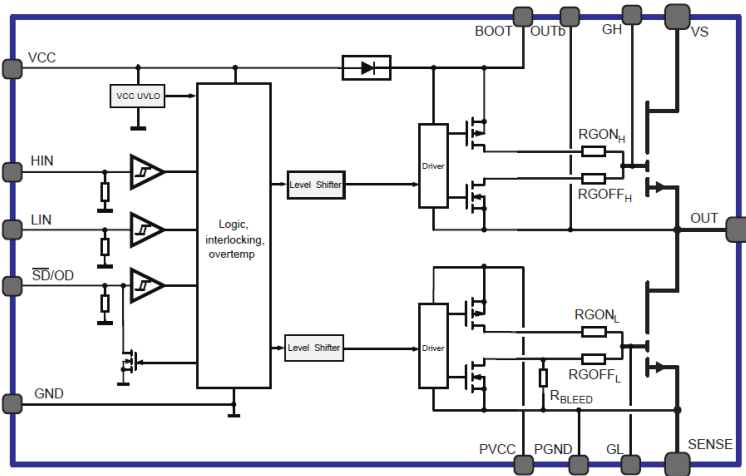 BOOT OUTb GH VS
VCC
VCC UVLO
HIN
LIN
SD/OD
GND
Logic,
interlocking,
overtemp
Level Shifter
Driver
RGONH
RGOFFH
OUT
Level Shifter
Driver
RGONL
RGOFFL
RBLEED
PVCC PGND GL SENSE